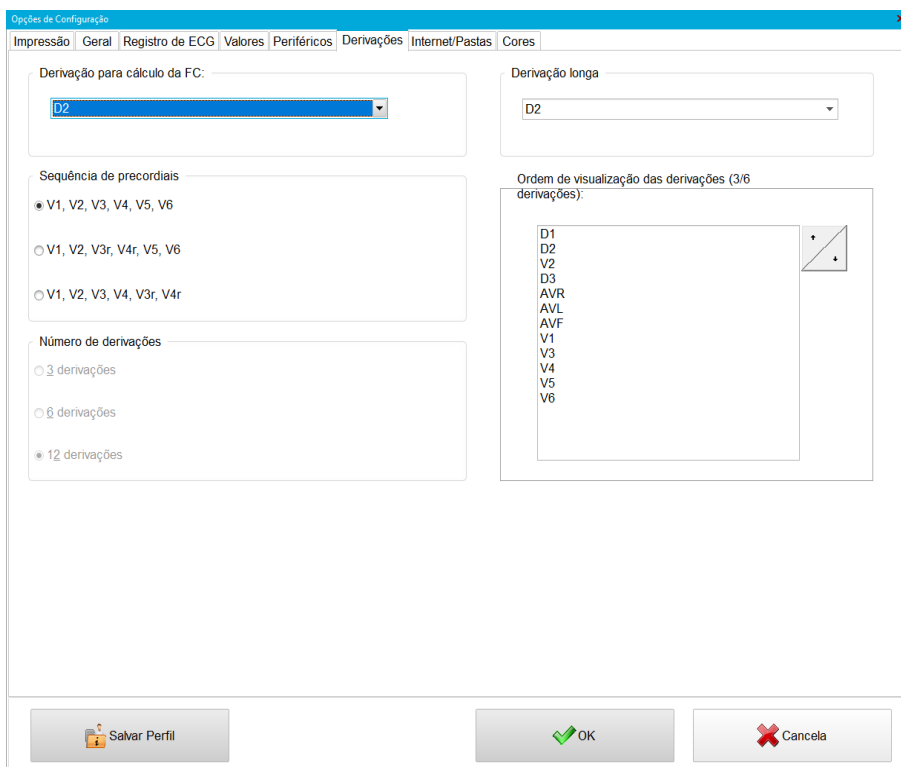 Opções de Configuração
Impressão Geral Registro de ECG Valores Periféricos Derivações Internet/Pastas Cores
Derivação para cálculo da FC:
D2
Derivação longa
D2
Sequência de precordiais
V1, V2, V3, V4, V5, V6
V1, V2, V3r, V4r, V5, V6
V1, V2, V3, V4, V3r, V4r
Número de derivações
3 derivações
6 derivações
12 derivações
Ordem de visualização das derivações (3/6
derivações):
D1
D2
V2
D3
AVR
AVL
AVF
V1
V3
V4
V5
V6
Salvar Perfil
OK
Cancela